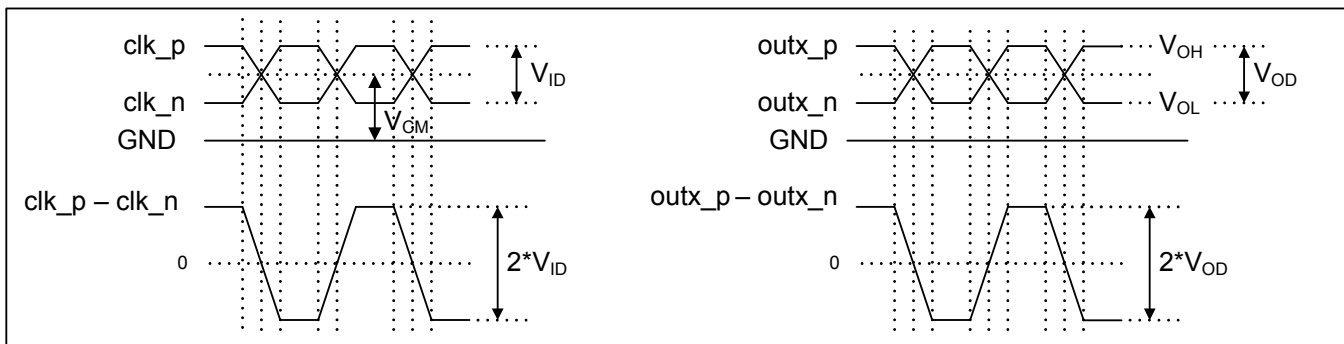 clk_p
clk_n
V_ID
V_CM
GND
clk_p – clk_n
0
2*V_ID
outx_p
outx_n
V_OH
V_OL
V_OD
GND
outx_p – outx_n
0
2*V_OD